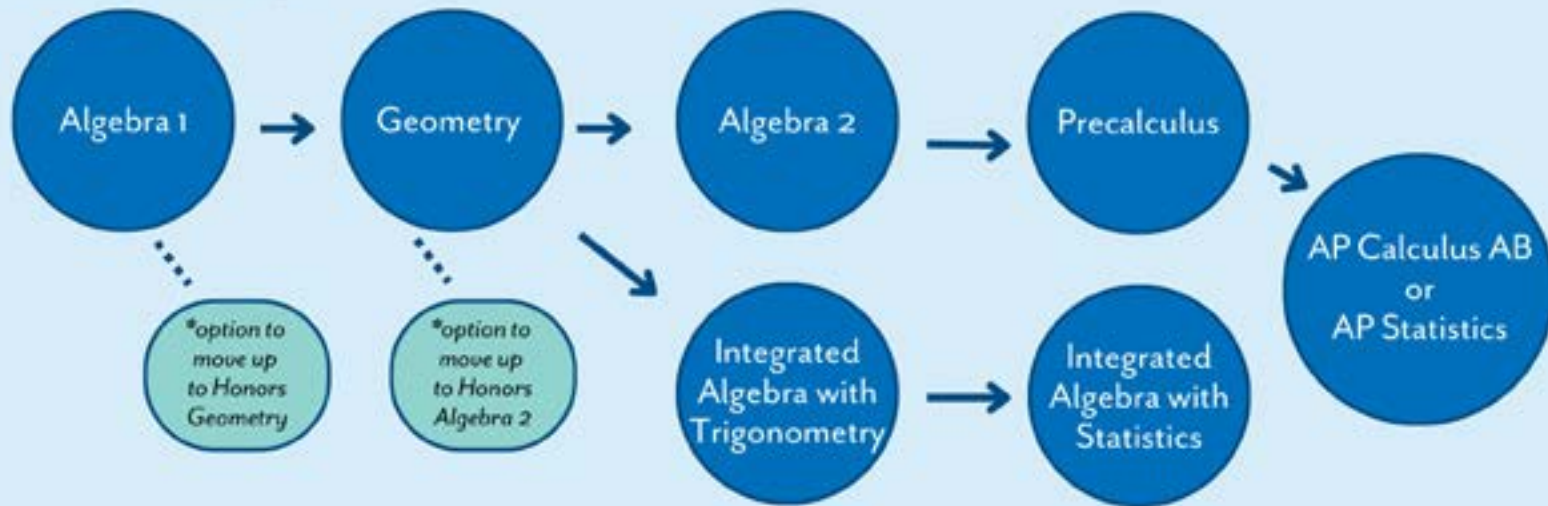 Algebra 1
Geometry
Algebra 2
Precalculus
AP Calculus AB
or
AP Statistics
*option to
move up
to Honors
Geometry
*option to
move up
to Honors
Algebra 2
Integrated
Algebra with
Trigonometry
Integrated
Algebra with
Statistics